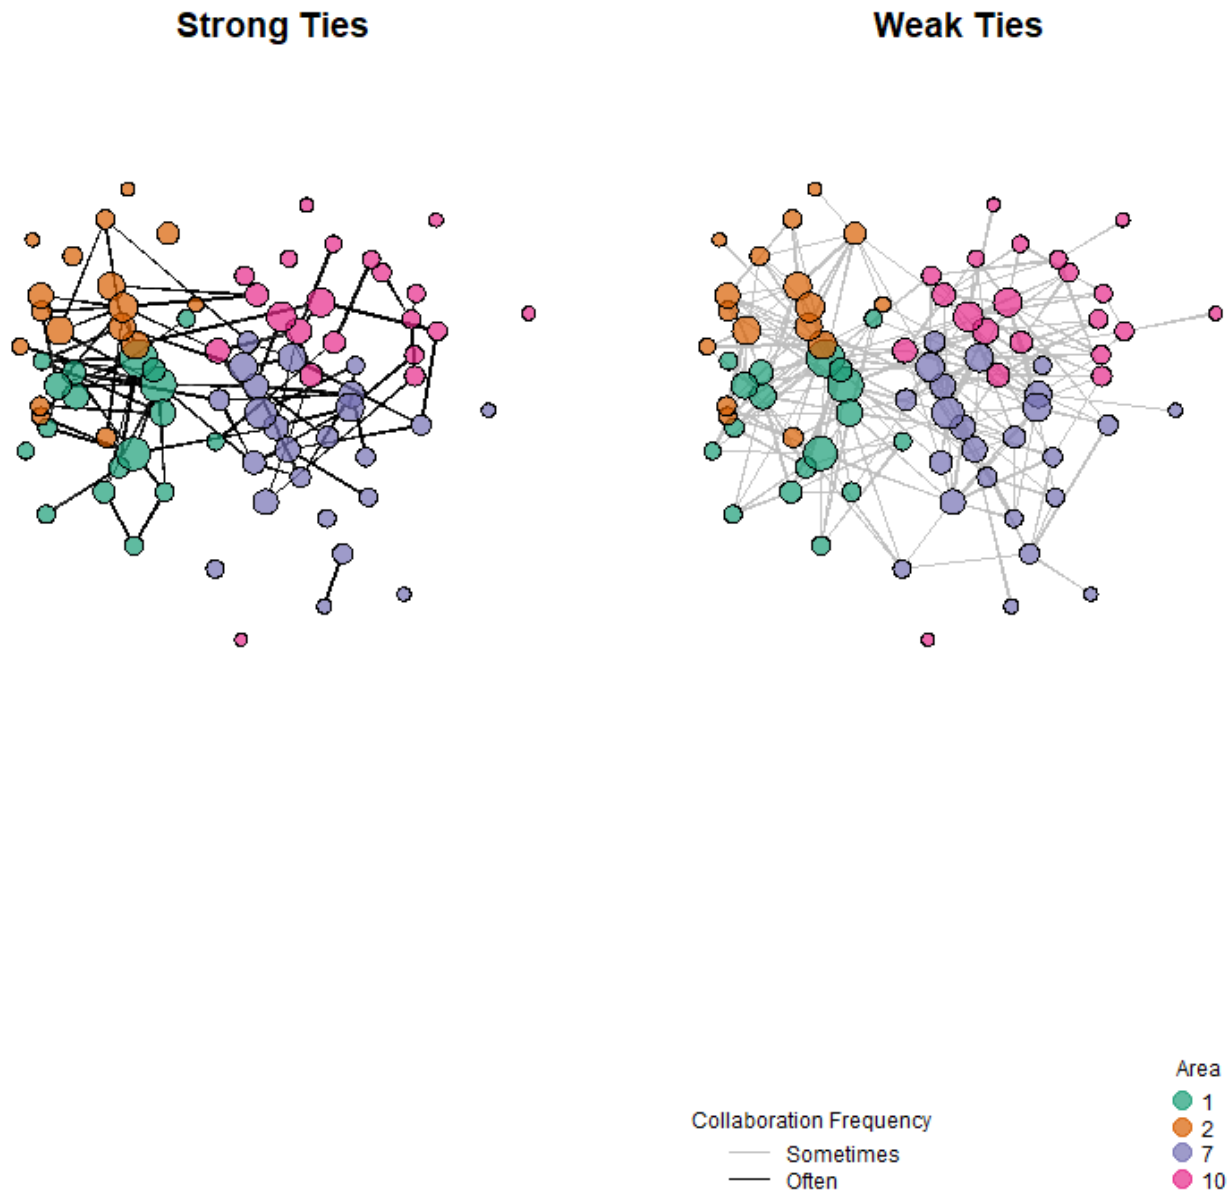 Strong Ties
Weak Ties
Area
1
2
7
10
Collaboration Frequency
Sometimes
Often